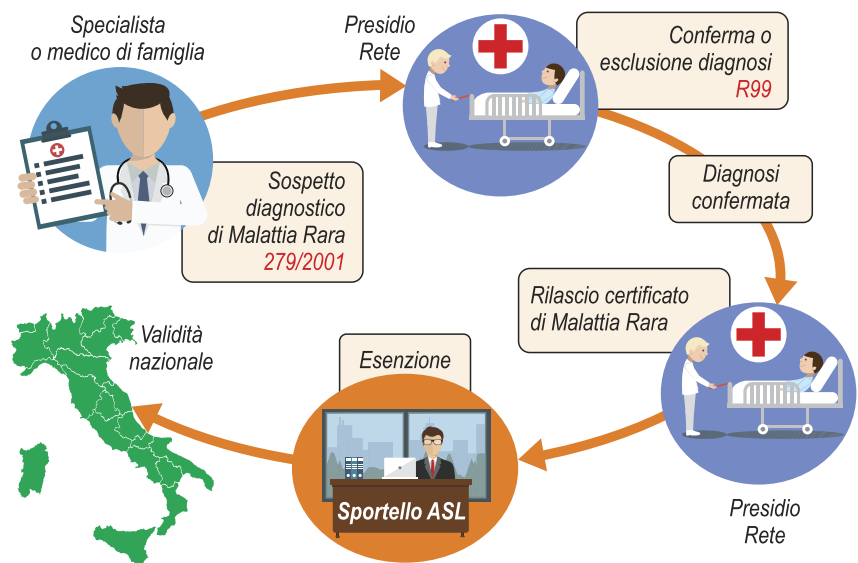 Specialista
o medico di famiglia
Sospetto
diagnostico
di Malattia Rara
279/2001
Presidio
Rete
Conferma o
esclusione diagnosi
R99
Diagnosi
confermata
Rilascio certificato
di Malattia Rara
Presidio
Rete
Esenzione
Sportello ASL
Validità
nazionale